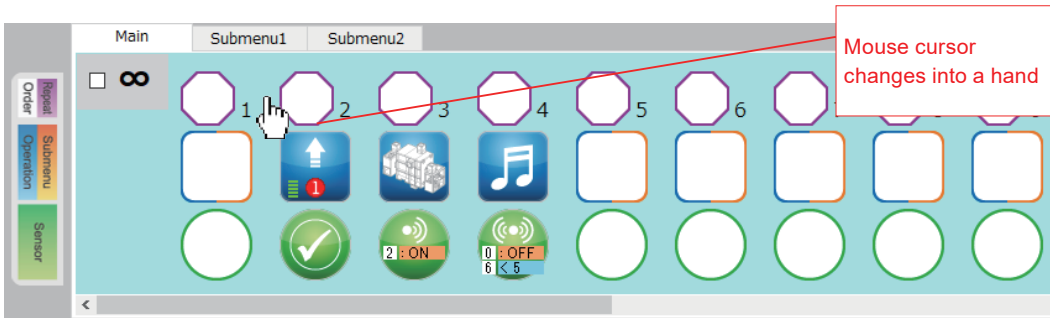 Main
Submenu1
Submenu2
Mouse cursor
changes into a hand
∞
Repeat
Order
Submenu
Operation
Sensor
1
2
3
4
5
6
1
2 : ON
0 : OFF
6 < 5